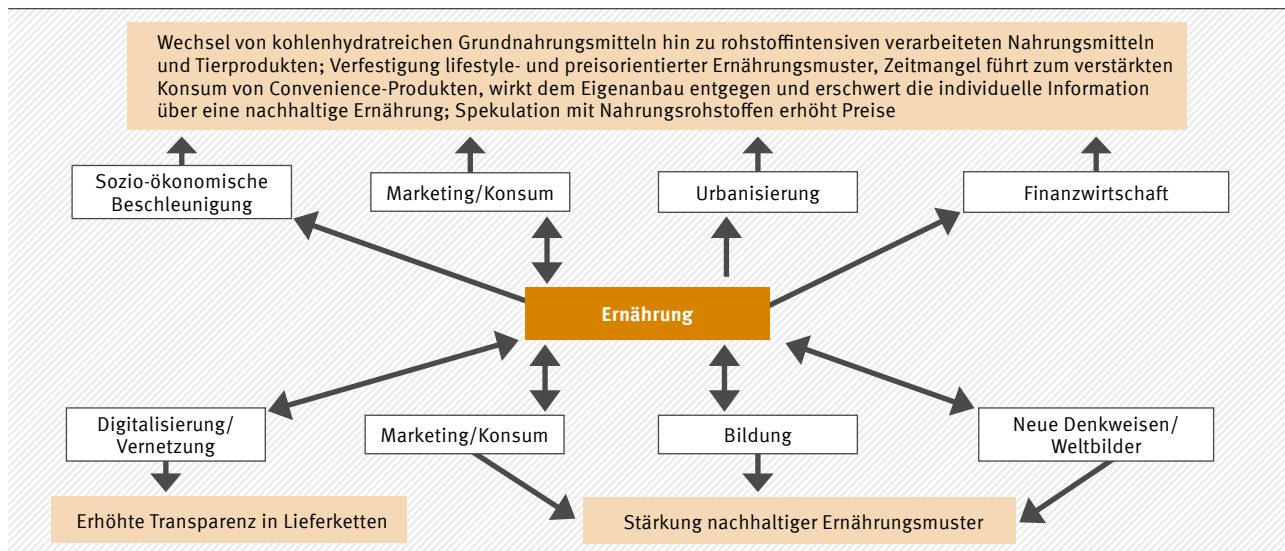 Wechsel von kohlenhydratreichen Grundnahrungsmitteln hin zu rohstoffintensiven verarbeiteten Nahrungsmitteln
und Tierprodukten; Verfestigung lifestyle- und preisorientierter Ernährungsmuster, Zeitmangel führt zum verstärkten
Konsum von Convenience-Produkten, wirkt dem Eigenanbau entgegen und erschwert die individuelle Information
über eine nachhaltige Ernährung; Spekulation mit Nahrungsrohstoffen erhöht Preise
Sozio-ökonomische
Beschleunigung
Marketing/Konsum
Urbanisierung
Finanzwirtschaft
Ernährung
Digitalisierung/
Vernetzung
Marketing/Konsum
Bildung
Neue Denkweisen/
Weltbilder
Erhöhte Transparenz in Lieferketten
Stärkung nachhaltiger Ernährungsmuster